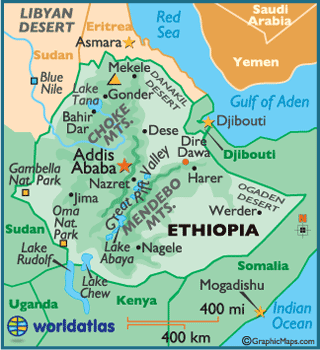 LIBYAN
DESERT
Eritrea
Asmara
Red
Sea
Saudi
Arabia
Sudan
Yemen
Mekele
Blue
Nile
Lake
Tana
Gonder
DANAKIL
DESERT
Gulf of Aden
Bahir
Dar
CHOKE
MTS.
Dese
Djibouti
Dire
Dawa
Djibouti
Addis
Ababa
Gambella
Nat Park
Nazret
Great Rift Valley
Harer
OGADEN
DESERT
Jima
MENDEBO
MTS.
Oma
Nat.
Park
Werder
ETHIOPIA
Sudan
Lake
Rudolf
Lake
Abaya
Nagele
Somalia
Lake
Chew
Mogadishu
Uganda
Kenya
400 mi
Indian
Ocean
worldatlas
400 km
©GraphicMaps.com